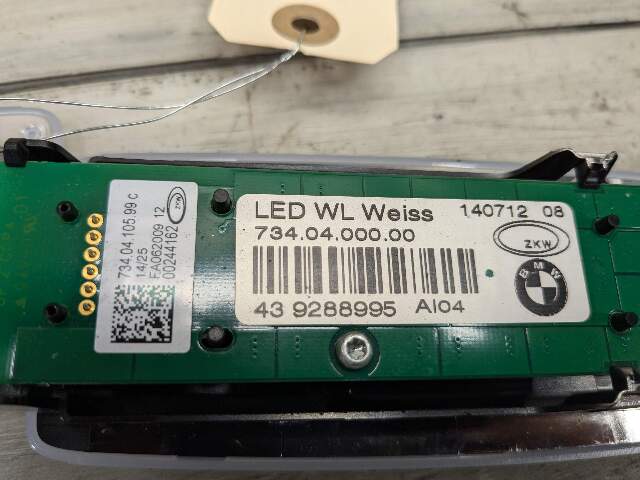 LED WL Weiss 140712 08
734.04.000.00
ZKW
BMW
43 9288995 AI04
734.04.105.99 C
14/25
FA062009 12
00244162
ZKW